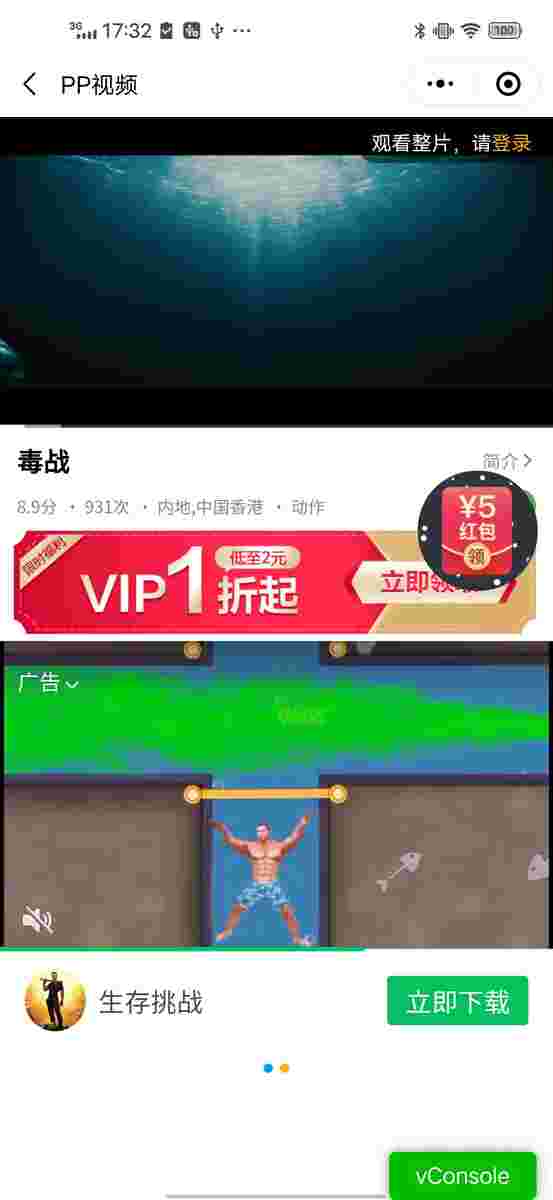 3G 17:32 100
PP视频
观看整片，请登录
毒战
简介
8.9分 · 931次 · 内地,中国香港 · 动作
¥5
红包
领
限时福利
VIP1折起
低至2元
立即领
广告
生存挑战
立即下载
vConsole